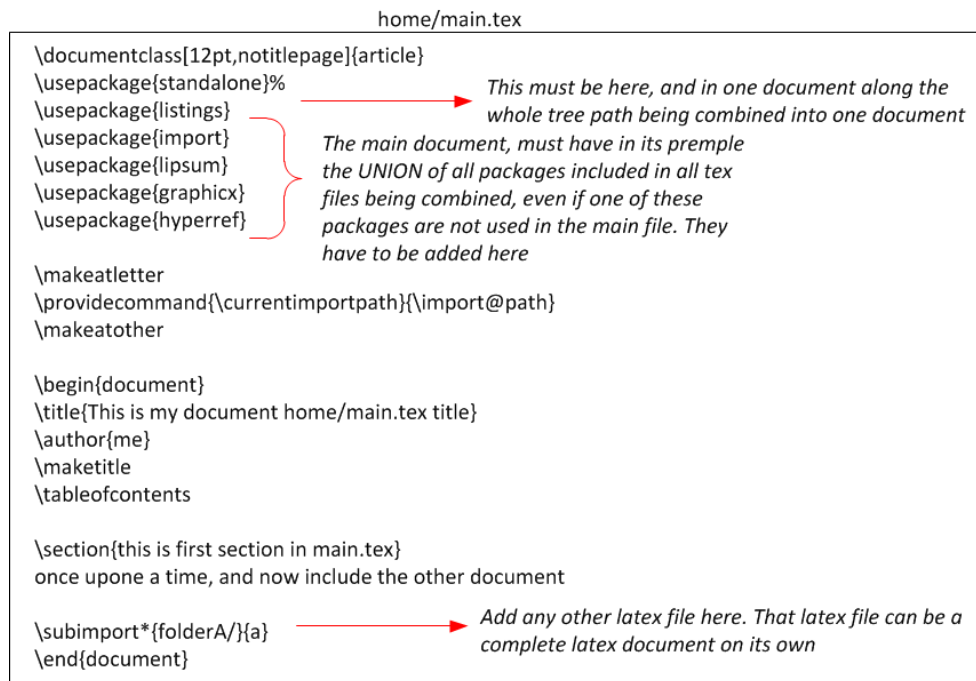 home/main.tex
\documentclass[12pt,notitlepage]{article}
\usepackage{standalone}%
\usepackage{listings}
\usepackage{import}
\usepackage{lipsum}
\usepackage{graphicx}
\usepackage{hyperref}
This must be here, and in one document along the
whole tree path being combined into one document
The main document, must have in its premple
the UNION of all packages included in all tex
files being combined, even if one of these
packages are not used in the main file. They
have to be added here
\makeatletter
\providecommand{\currentimportpath}{\import@path}
\makeatother
\begin{document}
\title{This is my document home/main.tex title}
\author{me}
\maketitle
\tableofcontents
\section{this is first section in main.tex}
once upone a time, and now include the other document
\subimport*{folderA/}{a}
\end{document}
Add any other latex file here. That latex file can be a
complete latex document on its own